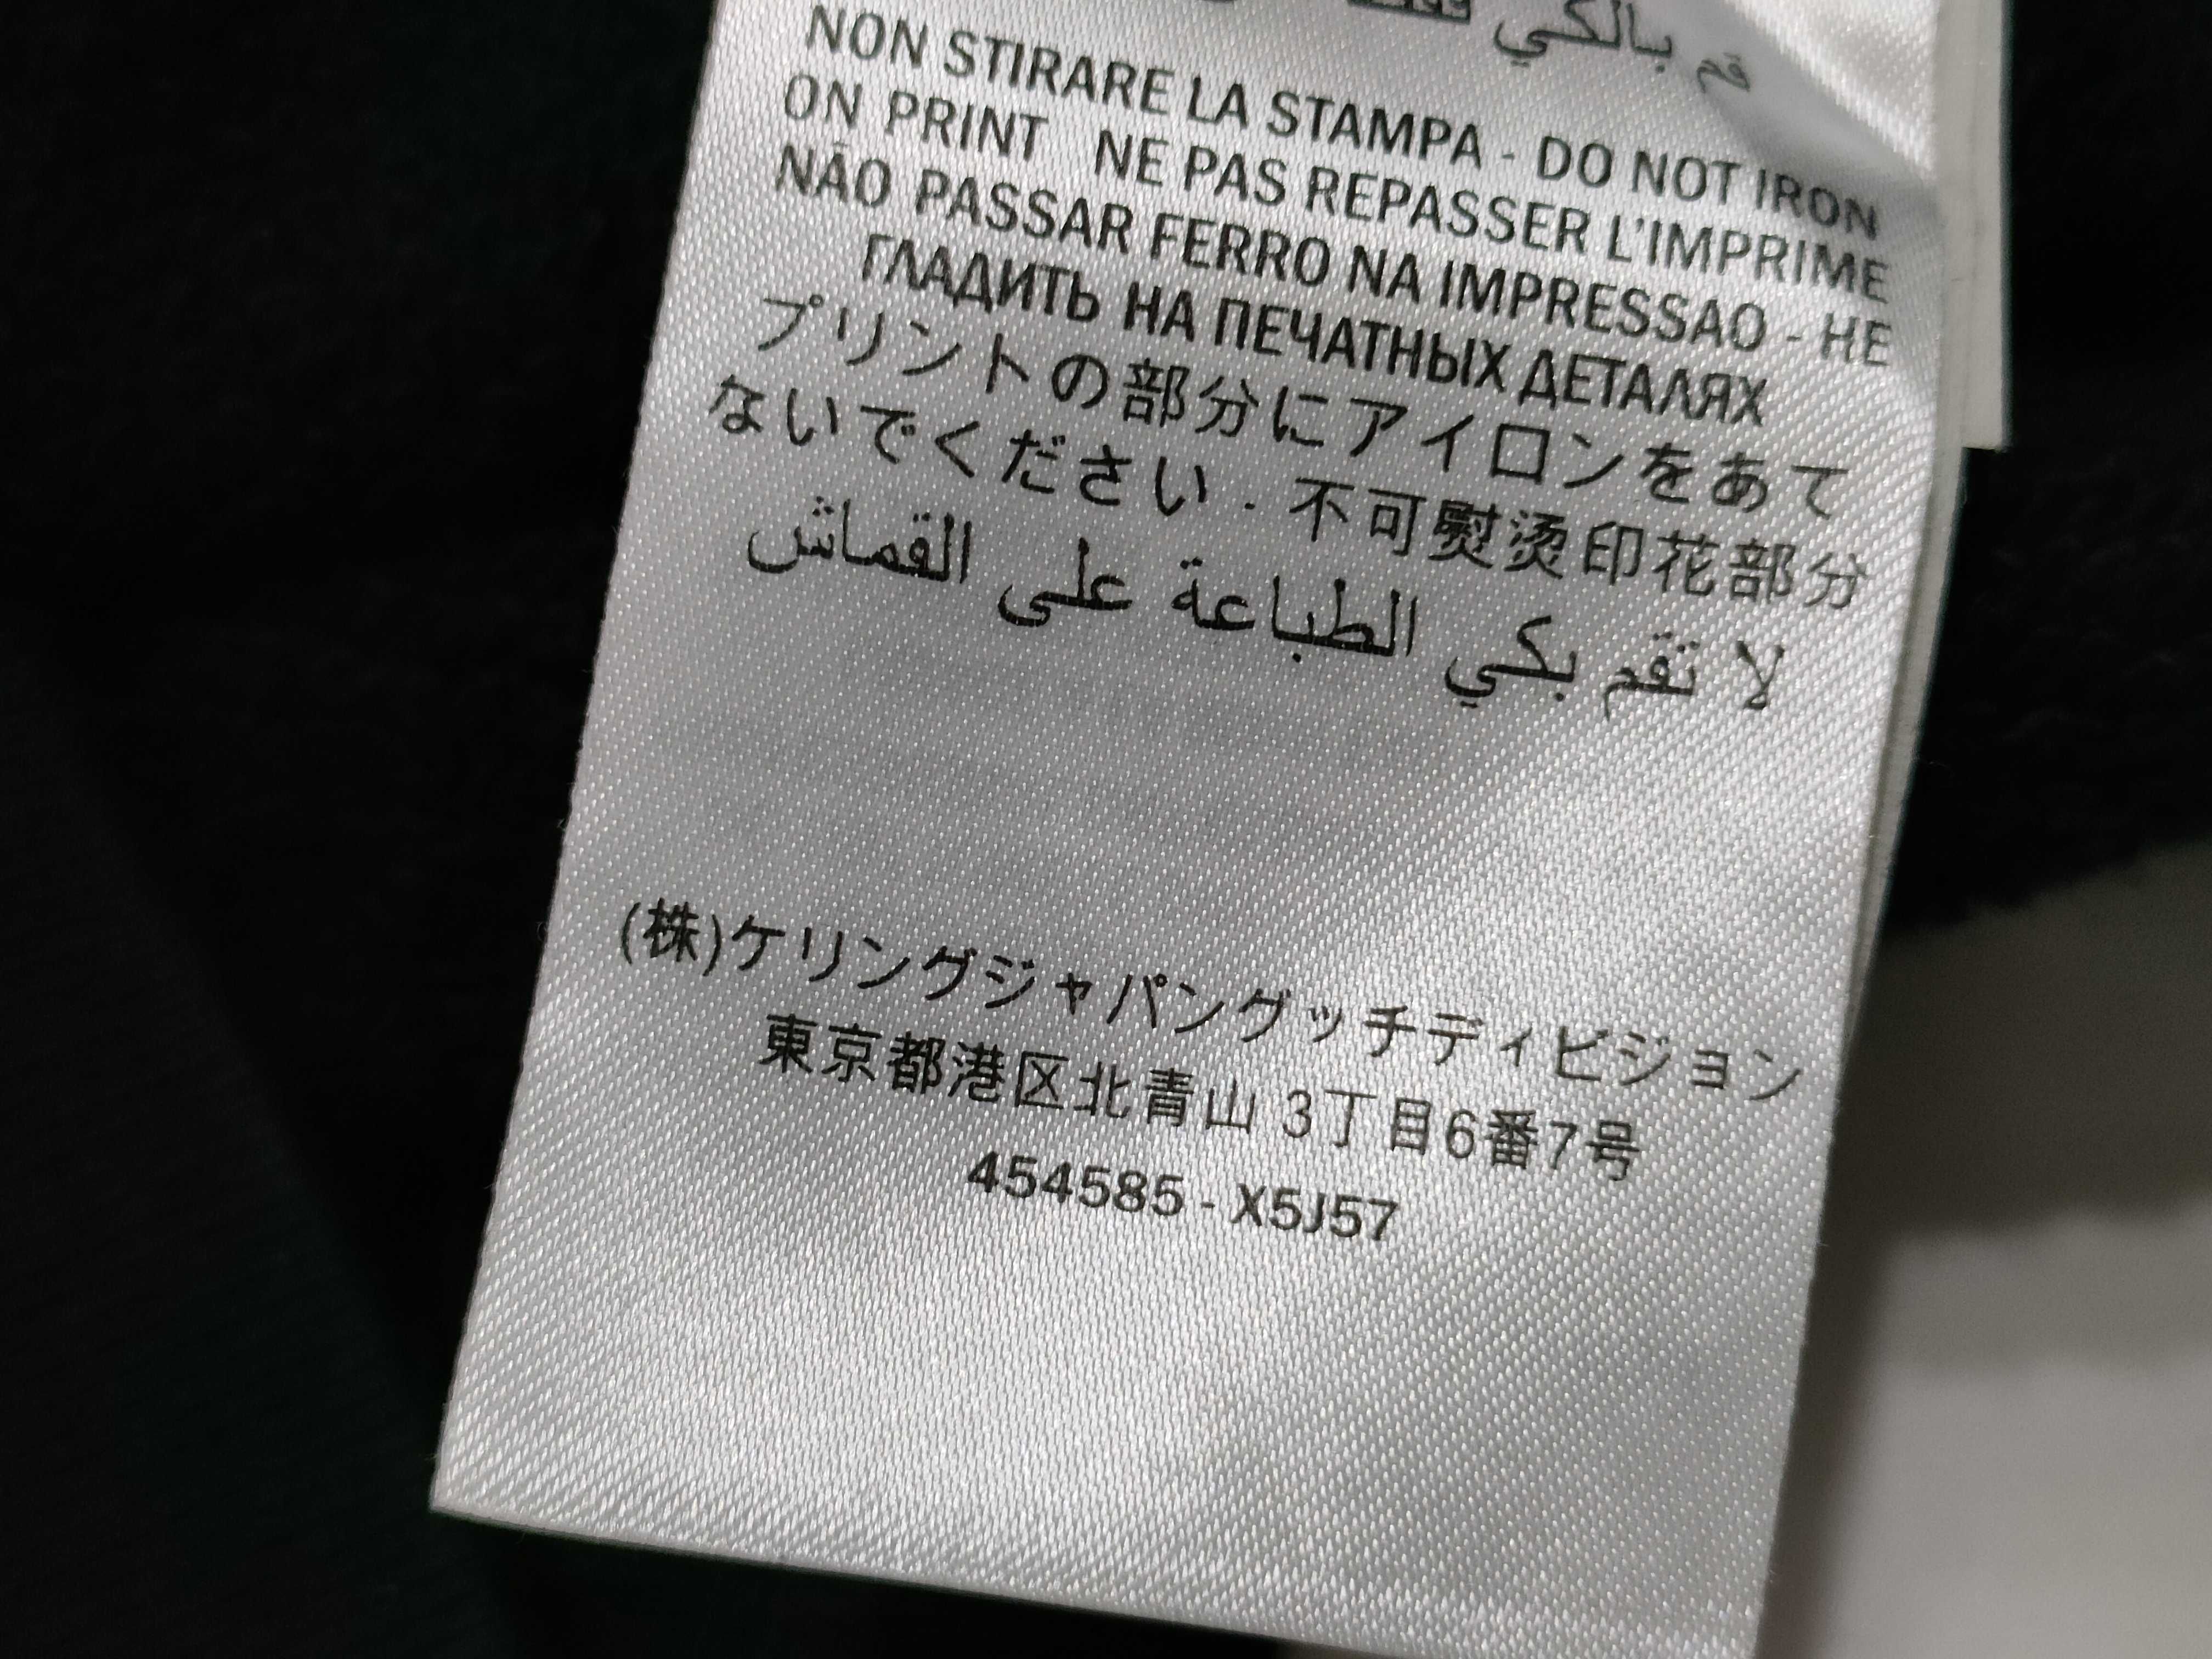 قم بالكي
NON STIRARE LA STAMPA - DO NOT IRON
ON PRINT NE PAS REPASSER L'IMPRIME
NÃO PASSAR FERRO NA IMPRESSAO - НЕ
ГЛАДИТЬ НА ПЕЧАТНЫХ ДЕТАЛЯХ
プリントの部分にアイロンをあて
ないでください - 不可熨烫印花部分
لا تقم بكي الطباعة على القماش
(株)ケリングジャパングッチディビジョン
東京都港区北青山 3丁目6番7号
454585 - X5J57